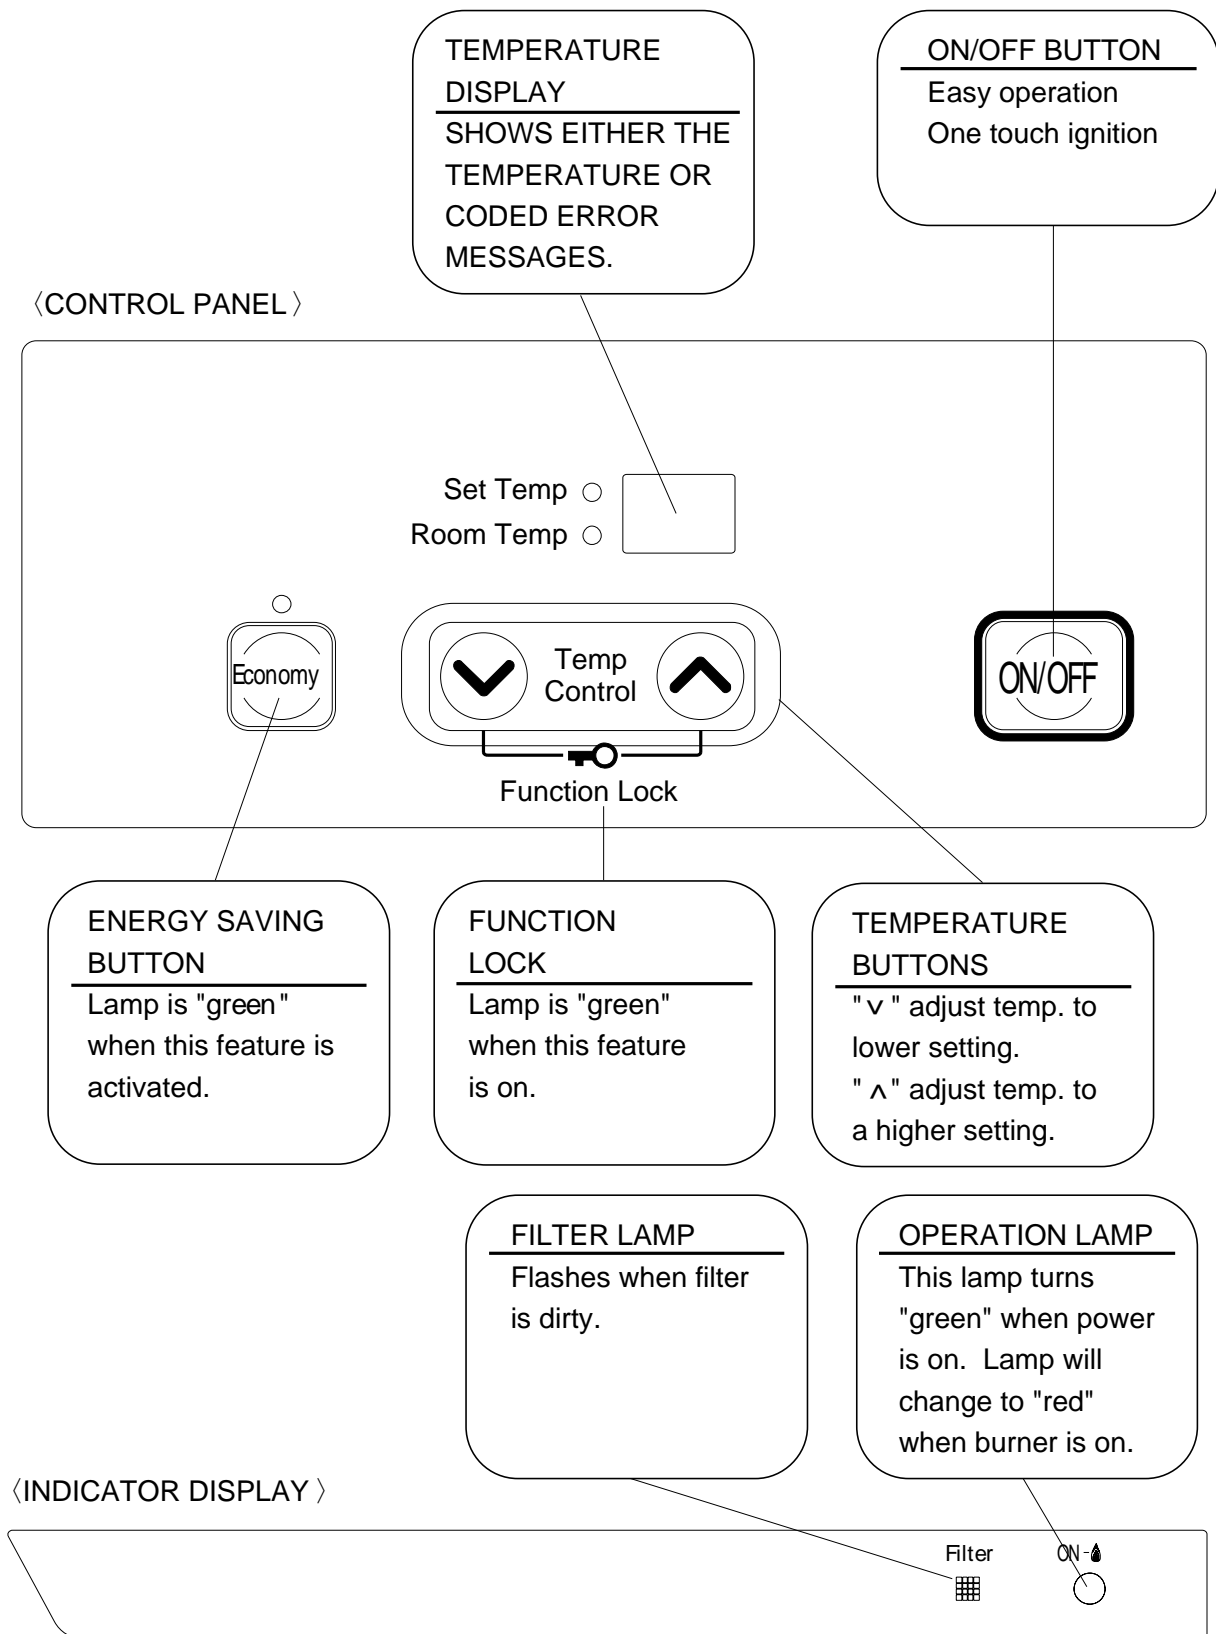 TEMPERATURE
DISPLAY
SHOWS EITHER THE
TEMPERATURE OR
CODED ERROR
MESSAGES.
ON/OFF BUTTON
Easy operation
One touch ignition
〈CONTROL PANEL〉
Set Temp
Room Temp
Economy
Temp
Control
ON/OFF
Function Lock
ENERGY SAVING
BUTTON
Lamp is "green"
when this feature is
activated.
FUNCTION
LOCK
Lamp is "green"
when this feature
is on.
TEMPERATURE
BUTTONS
"∨" adjust temp. to
lower setting.
"∧" adjust temp. to
a higher setting.
FILTER LAMP
Flashes when filter
is dirty.
OPERATION LAMP
This lamp turns
"green" when power
is on. Lamp will
change to "red"
when burner is on.
〈INDICATOR DISPLAY〉
Filter
ON-